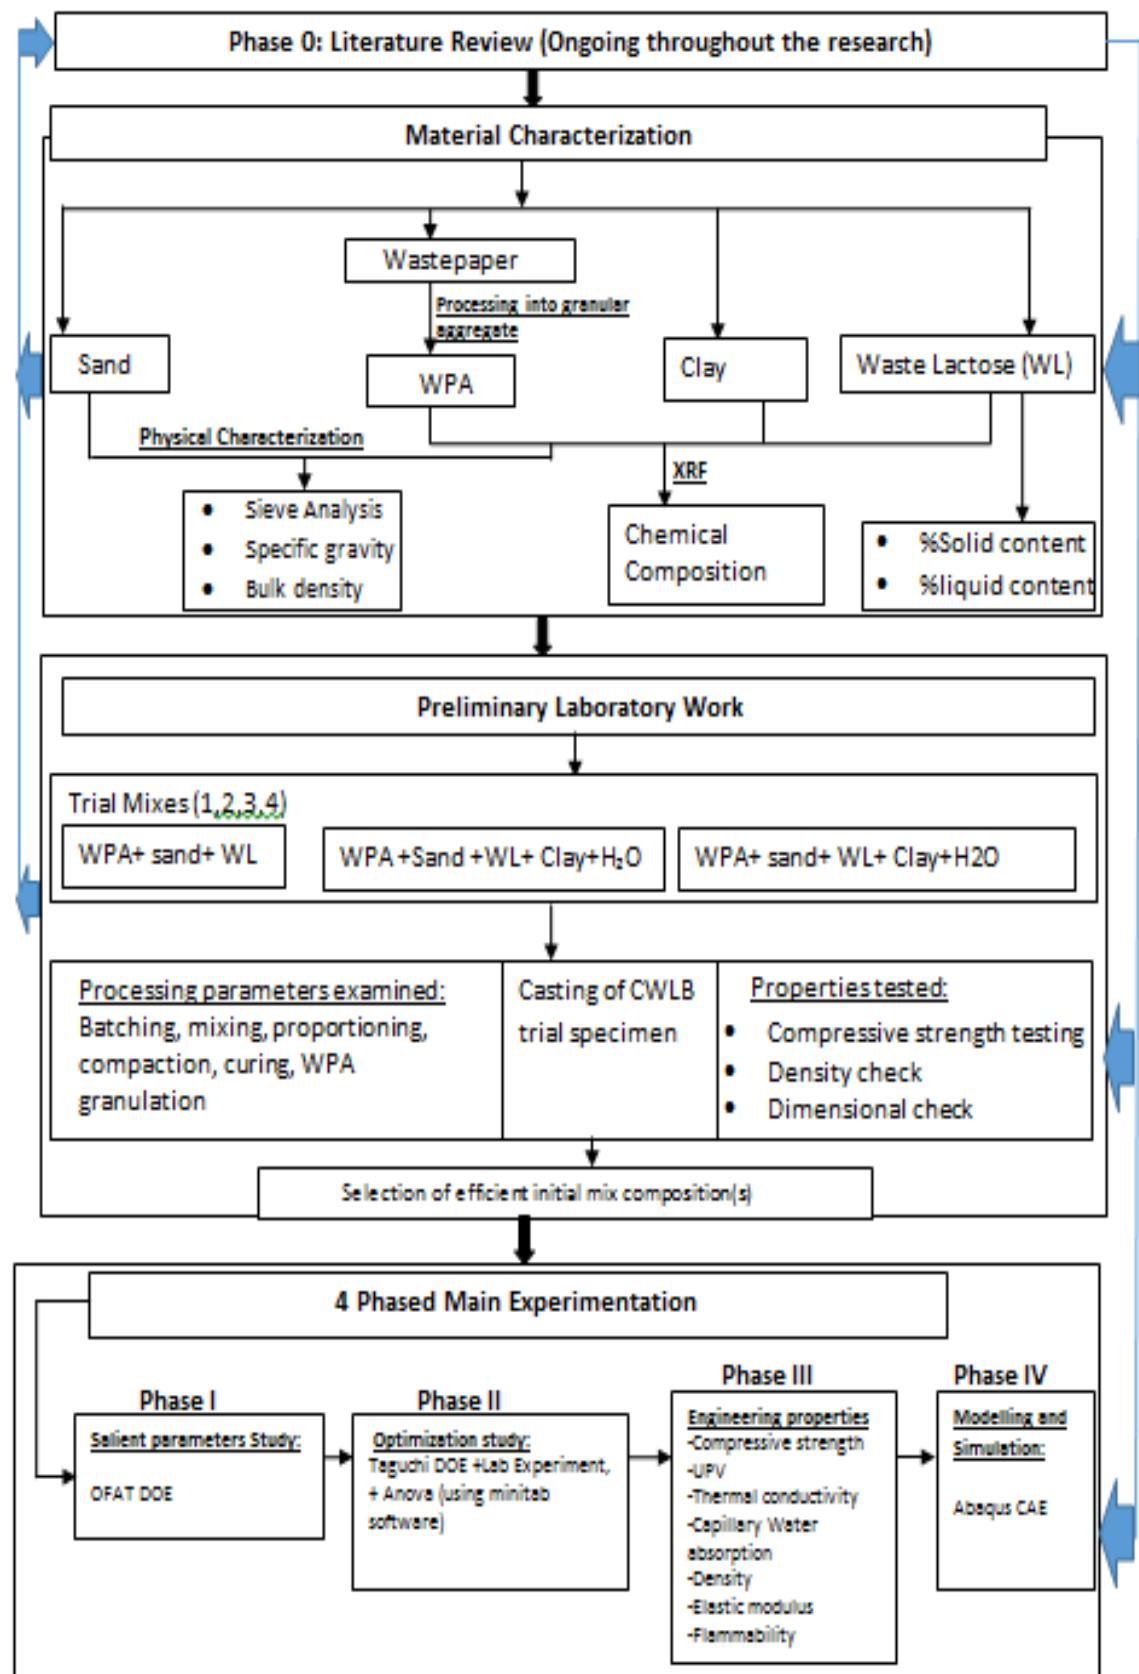 Phase 0: Literature Review (Ongoing throughout the research)
Material Characterization
Wastepaper
Processing into granular
aggregate
Sand
WPA
Clay
Waste Lactose (WL)
Physical Characterization
XRF
• Sieve Analysis
• Specific gravity
• Bulk density
Chemical
Composition
• %Solid content
• %liquid content
Preliminary Laboratory Work
Trial Mixes (1,2,3,4)
WPA+ sand+ WL
WPA +Sand +WL+ Clay+H₂O
WPA+ sand+ WL+ Clay+H2O
Processing parameters examined:
Batching, mixing, proportioning,
compaction, curing, WPA
granulation
Casting of CWLB
trial specimen
Properties tested:
• Compressive strength testing
• Density check
• Dimensional check
Selection of efficient initial mix composition(s)
4 Phased Main Experimentation
Phase I
Salient parameters Study:
OFAT DOE
Phase II
Optimization study:
Taguchi DOE +Lab Experiment,
+ Anova (using minitab
software)
Phase III
Engineering properties
-Compressive strength
-UPV
-Thermal conductivity
-Capillary Water
absorption
-Density
-Elastic modulus
-Flammability
Phase IV
Modelling and
Simulation:
Abaqus CAE